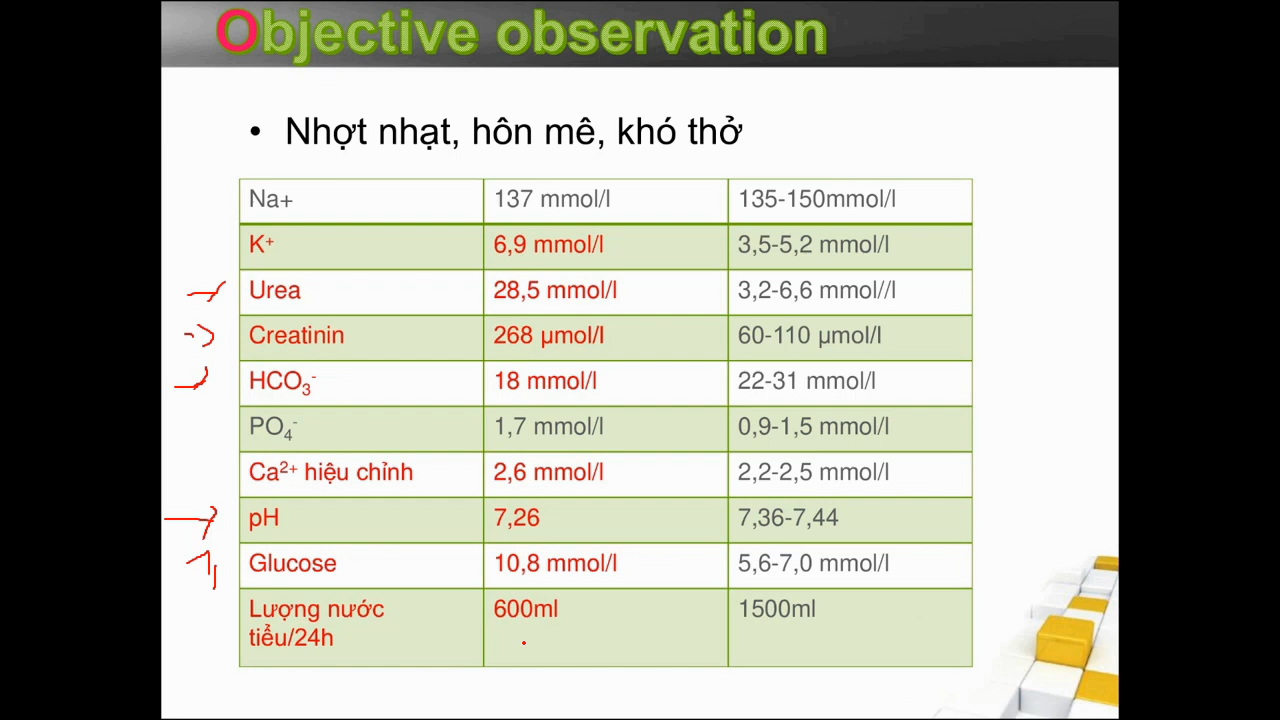 Objective observation
• Nhợt nhạt, hôn mê, khó thở
Na+ 137 mmol/l 135-150mmol/l
K⁺ 6,9 mmol/l 3,5-5,2 mmol/l
Urea 28,5 mmol/l 3,2-6,6 mmol//l
Creatinin 268 µmol/l 60-110 µmol/l
HCO₃⁻ 18 mmol/l 22-31 mmol/l
PO₄⁻ 1,7 mmol/l 0,9-1,5 mmol/l
Ca²⁺ hiệu chỉnh 2,6 mmol/l 2,2-2,5 mmol/l
pH 7,26 7,36-7,44
Glucose 10,8 mmol/l 5,6-7,0 mmol/l
Lượng nước 600ml 1500ml
tiểu/24h